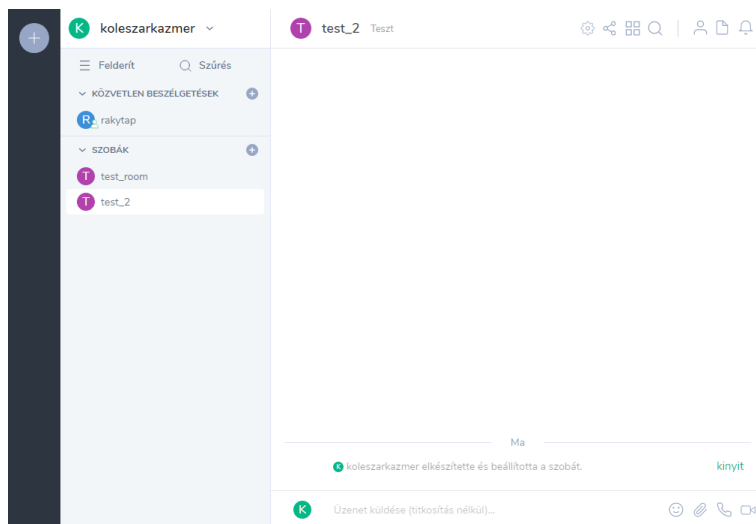 K koleszarkazmer
T test_2 Teszt
Felderít Szűrés
KÖZVETLEN BESZÉLGETÉSEK
R rakytap
SZOBÁK
T test_room
T test_2
Ma
K koleszarkazmer elkészítette és beállította a szobát. kinyit
K Üzenet küldése (titkosítás nélkül)...